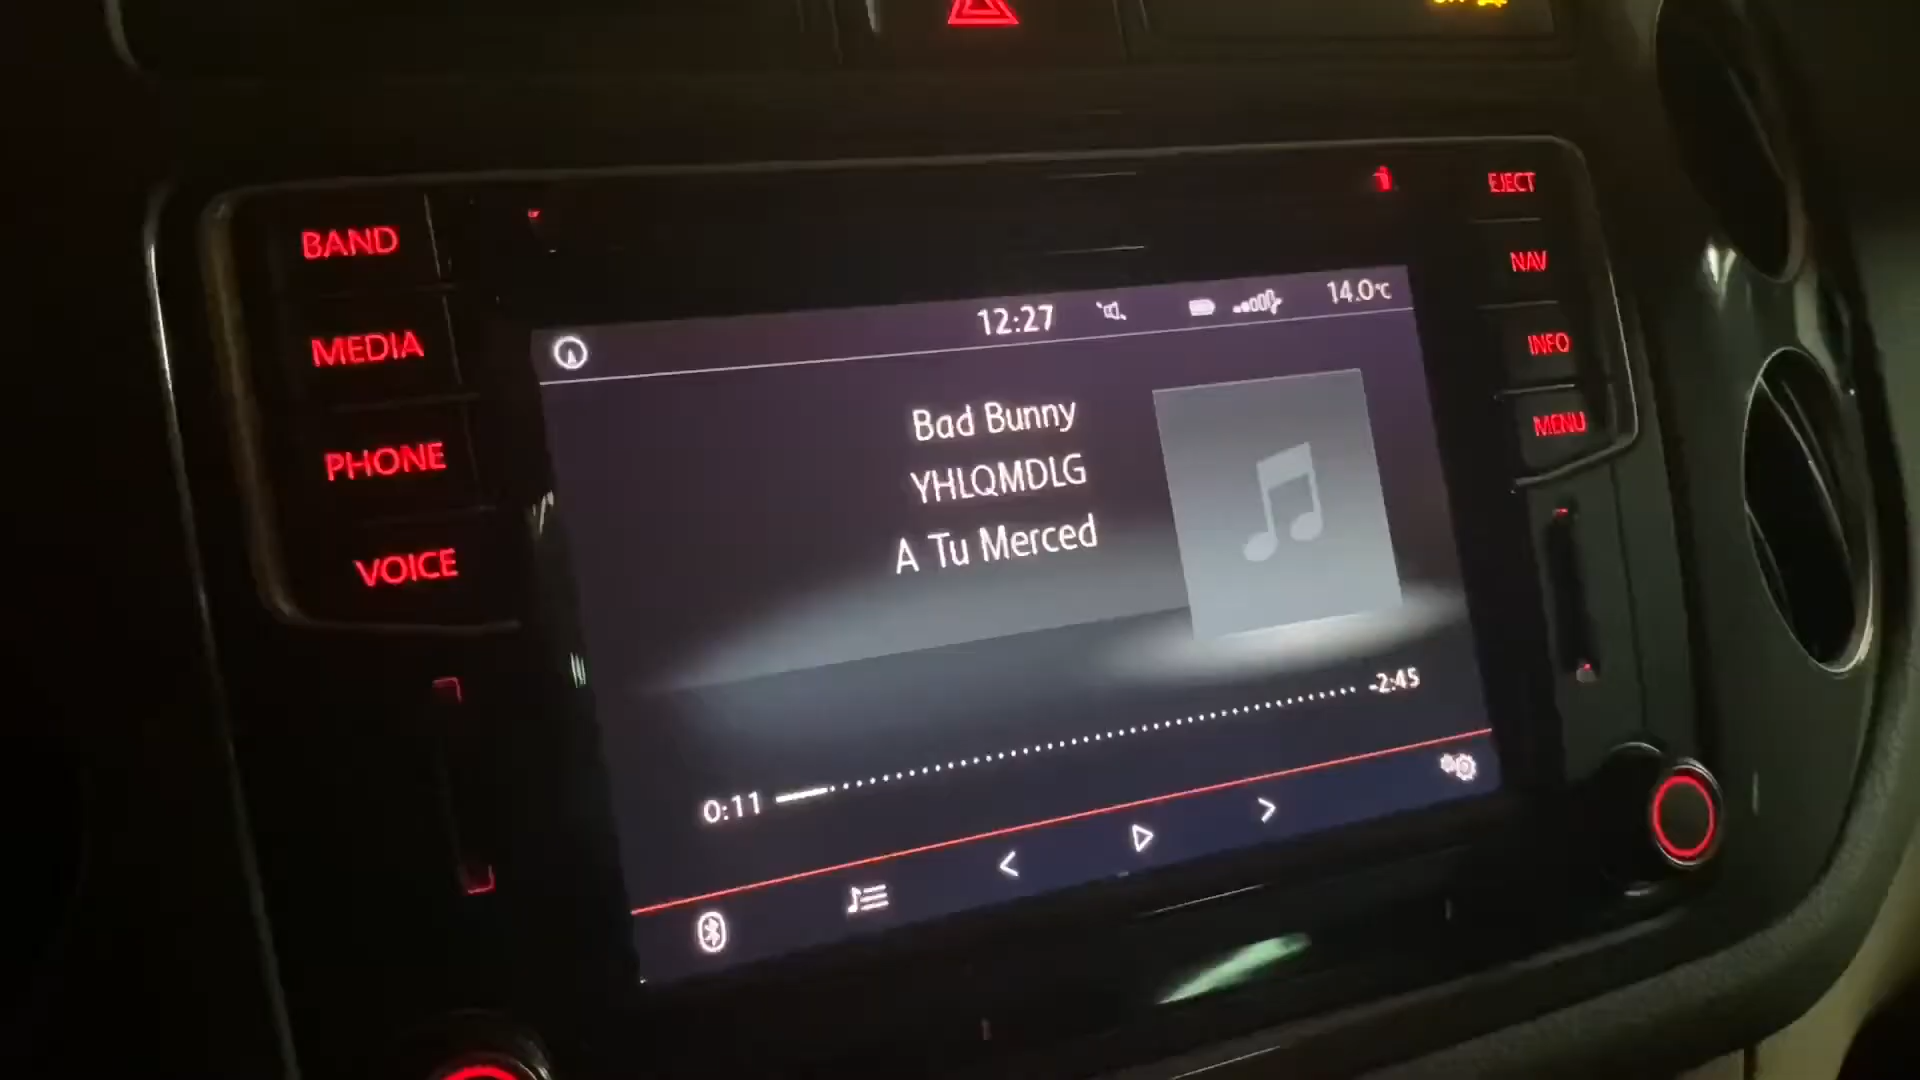 BAND
MEDIA
PHONE
VOICE
12:27
14.0°C
Bad Bunny
YHLQMDLG
A Tu Merced
0:11
-2:45
EJECT
NAV
INFO
MENU